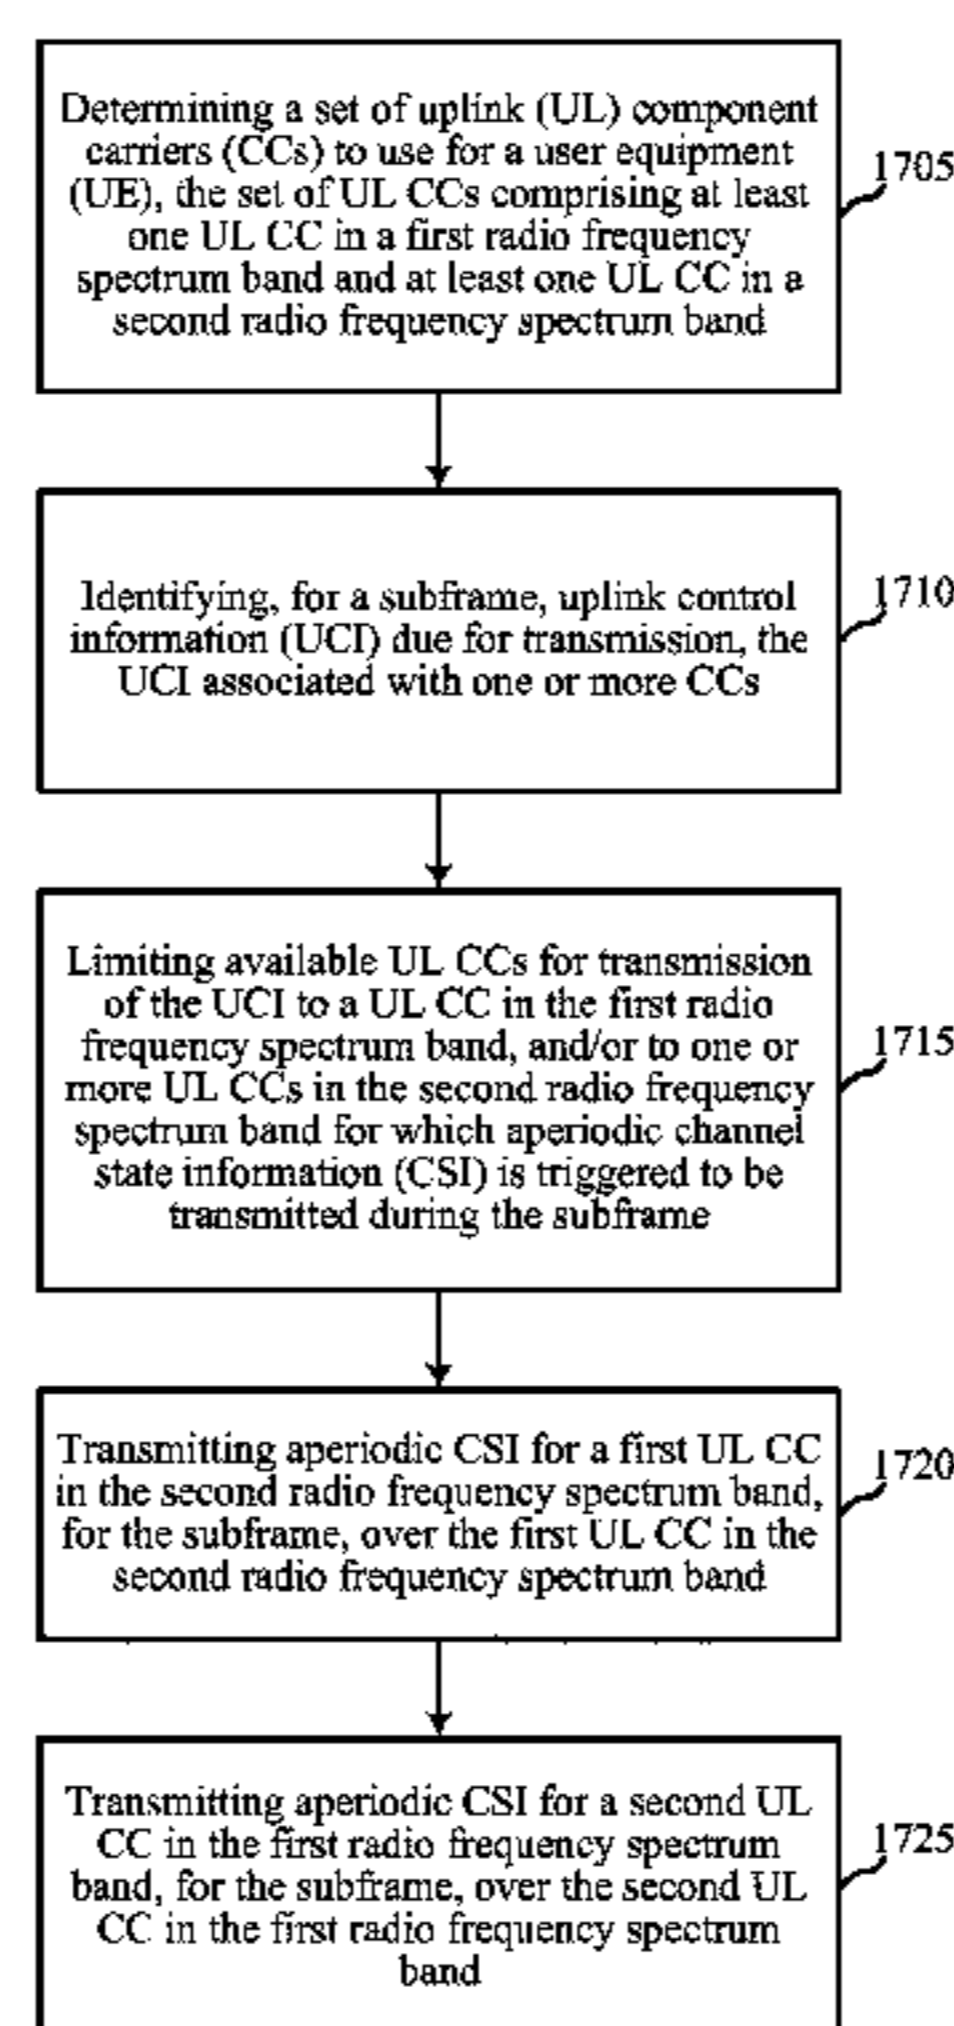 Determining a set of uplink (UL) component
carriers (CCs) to use for a user equipment
(UE), the set of UL CCs comprising at least
one UL CC in a first radio frequency
spectrum band and at least one UL CC in a
second radio frequency spectrum band
1705
Identifying, for a subframe, uplink control
information (UCI) due for transmission, the
UCI associated with one or more CCs
1710
Limiting available UL CCs for transmission
of the UCI to a UL CC in the first radio
frequency spectrum band, and/or to one or
more UL CCs in the second radio frequency
spectrum band for which aperiodic channel
state information (CSI) is triggered to be
transmitted during the subframe
1715
Transmitting aperiodic CSI for a first UL CC
in the second radio frequency spectrum band,
for the subframe, over the first UL CC in the
second radio frequency spectrum band
1720
Transmitting aperiodic CSI for a second UL
CC in the first radio frequency spectrum
band, for the subframe, over the second UL
CC in the first radio frequency spectrum
band
1725